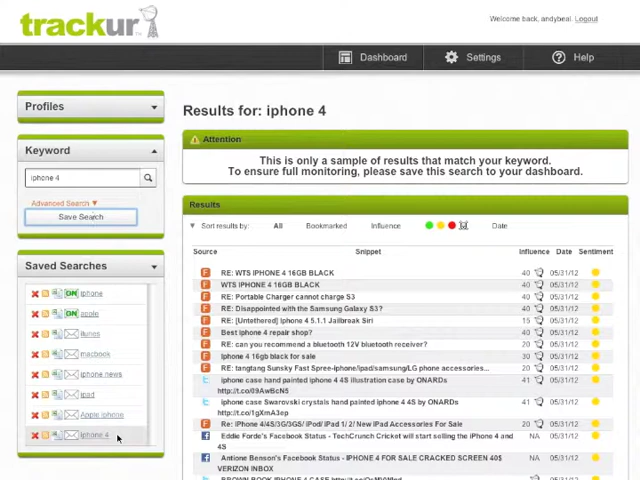 trackur
Welcome back, andybeal. Logout
Dashboard
Settings
Help
Profiles
Keyword
iphone 4
Advanced Search
Save Search
Saved Searches
ON iphone
ON apple
itunes
macbook
iphone news
ipad
Apple iphone
iphone 4
Results for: iphone 4
Attention
This is only a sample of results that match your keyword.
To ensure full monitoring, please save this search to your dashboard.
Results
Sort results by: All Bookmarked Influence Date
Source Snippet Influence Date Sentiment
RE: WTS IPHONE 4 16GB BLACK 40 05/31/12
WTS IPHONE 4 16GB BLACK 40 05/31/12
RE: Portable Charger cannot charge S3 40 05/31/12
RE: Disappointed with the Samsung Galaxy S3? 40 05/31/12
RE: [Untethered] iPhone 4 5.1.1 Jailbreak Siri 15 05/31/12
Best iphone 4 repair shop? 40 05/31/12
RE: can you recommend a bluetooth 12V bluetooth receiver? 40 05/31/12
Iphone 4 16gb black for sale 30 05/31/12
RE: tangtang Sunsky Fast Spree-iphone/ipad/samsung/LG phone accessories... 40 05/31/12
iphone case hand painted iphone 4 4S illustration case by ONARDs
40 05/31/12
iphone case Swarovskry crystals hand painted iphone 4 4S by ONARDs
40 05/31/12
Re: IPhone 4/4S/3G/3GS/ iPod/ iPad 1/ 2/ New iPad Accessories For Sale 40 05/31/12
Eddie Forde's Facebook Status - TechCrunch Cricket will start selling the iPhone 4 and
4S NA 05/31/12
Antione Benson's Facebook Status - IPHONE 4 FOR SALE CRACKED SCREEN 40$
VERIZON INBOX NA 05/31/12